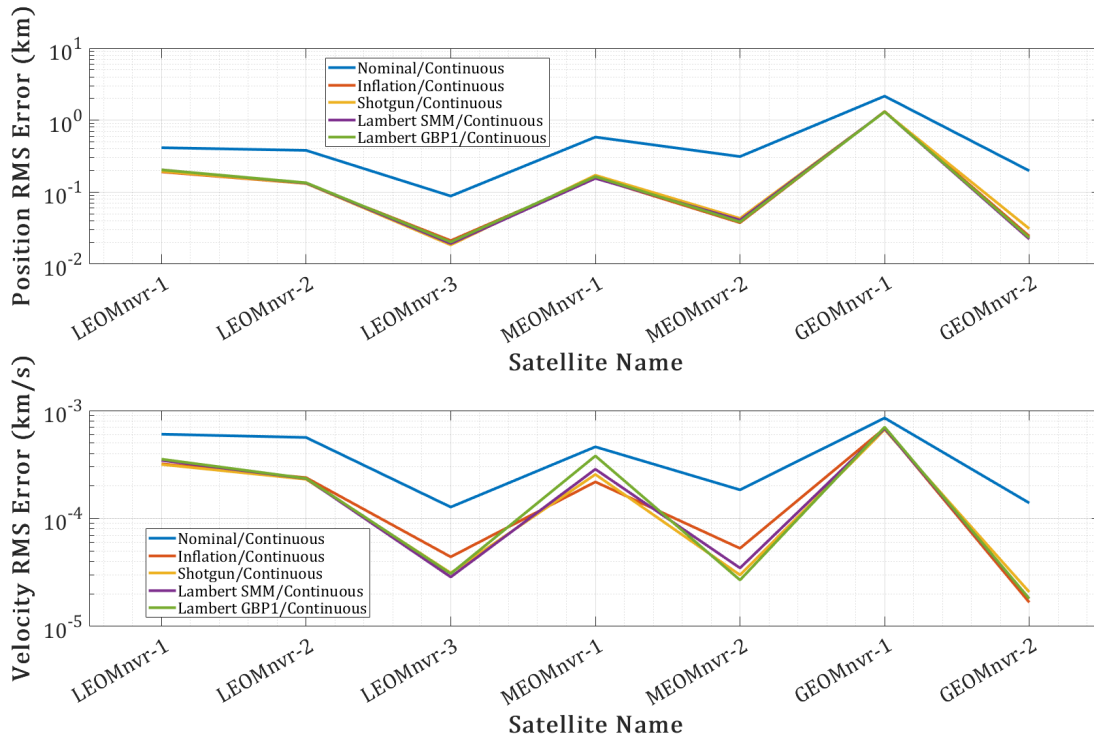 Position RMS Error (km)
10^1
10^0
10^-1
10^-2
Nominal/Continuous
Inflation/Continuous
Shotgun/Continuous
Lambert SMM/Continuous
Lambert GBP1/Continuous
LEOMnvr-1
LEOMnvr-2
LEOMnvr-3
MEOMnvr-1
MEOMnvr-2
GEOMnvr-1
GEOMnvr-2
Satellite Name
Velocity RMS Error (km/s)
10^-3
10^-4
10^-5
Nominal/Continuous
Inflation/Continuous
Shotgun/Continuous
Lambert SMM/Continuous
Lambert GBP1/Continuous
LEOMnvr-1
LEOMnvr-2
LEOMnvr-3
MEOMnvr-1
MEOMnvr-2
GEOMnvr-1
GEOMnvr-2
Satellite Name